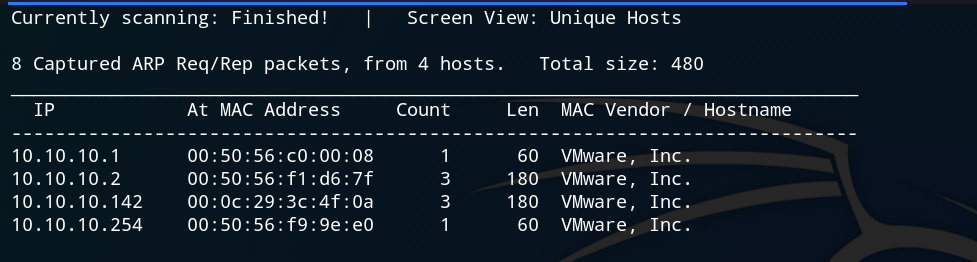 Currently scanning: Finished!   |   Screen View: Unique Hosts
8 Captured ARP Req/Rep packets, from 4 hosts.   Total size: 480
_____________________________________________________________________________
  IP            At MAC Address     Count     Len  MAC Vendor / Hostname
-----------------------------------------------------------------------------
10.10.10.1      00:50:56:c0:00:08      1      60  VMware, Inc.
10.10.10.2      00:50:56:f1:d6:7f      3     180  VMware, Inc.
10.10.10.142    00:0c:29:3c:4f:0a      3     180  VMware, Inc.
10.10.10.254    00:50:56:f9:9e:e0      1      60  VMware, Inc.